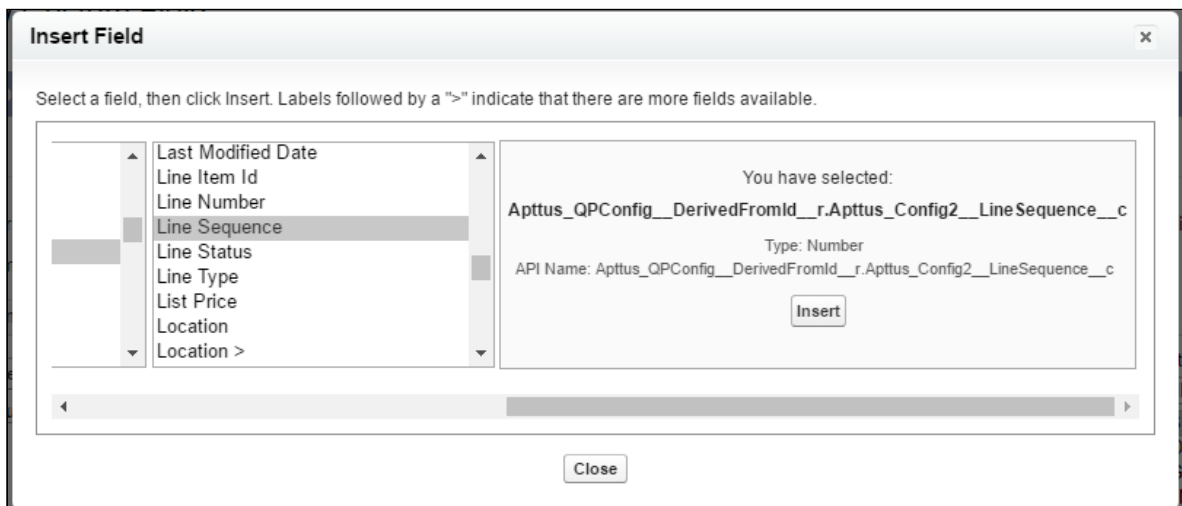 Insert Field
x
Select a field, then click Insert. Labels followed by a ">" indicate that there are more fields available.
Last Modified Date
Line Item Id
Line Number
Line Sequence
Line Status
Line Type
List Price
Location
Location >
You have selected:
Apttus_QPConfig__DerivedFromId__r.Apttus_Config2__LineSequence__c
Type: Number
API Name: Apttus_QPConfig__DerivedFromId__r.Apttus_Config2__LineSequence__c
Insert
Close